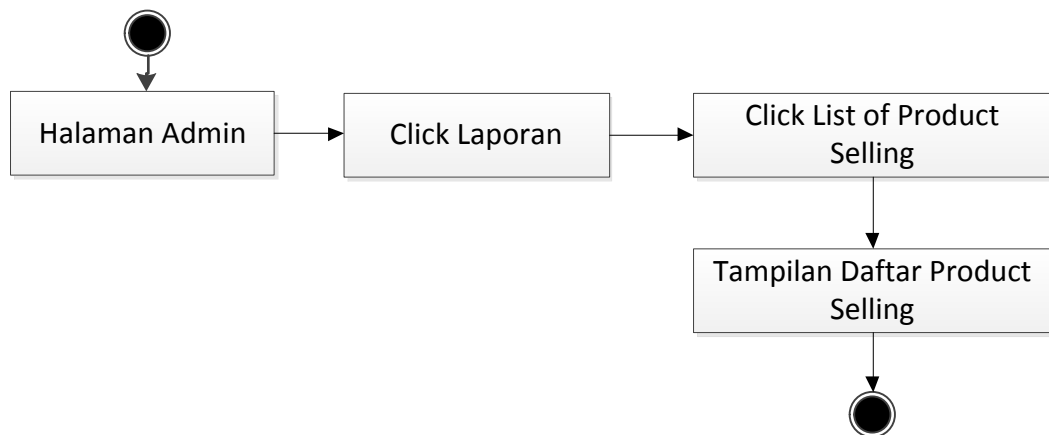 Halaman Admin
Click Laporan
Click List of Product
Selling
Tampilan Daftar Product
Selling